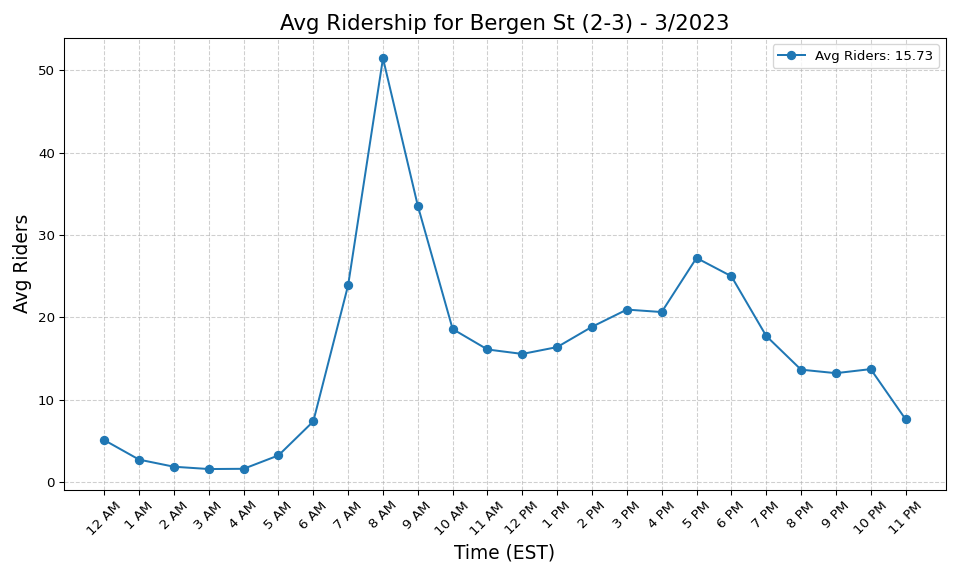 Avg Ridership for Bergen St (2-3) - 3/2023
Avg Riders: 15.73
Avg Riders
50
40
30
20
10
0
12 AM
1 AM
2 AM
3 AM
4 AM
5 AM
6 AM
7 AM
8 AM
9 AM
10 AM
11 AM
12 PM
1 PM
2 PM
3 PM
4 PM
5 PM
6 PM
7 PM
8 PM
9 PM
10 PM
11 PM
Time (EST)